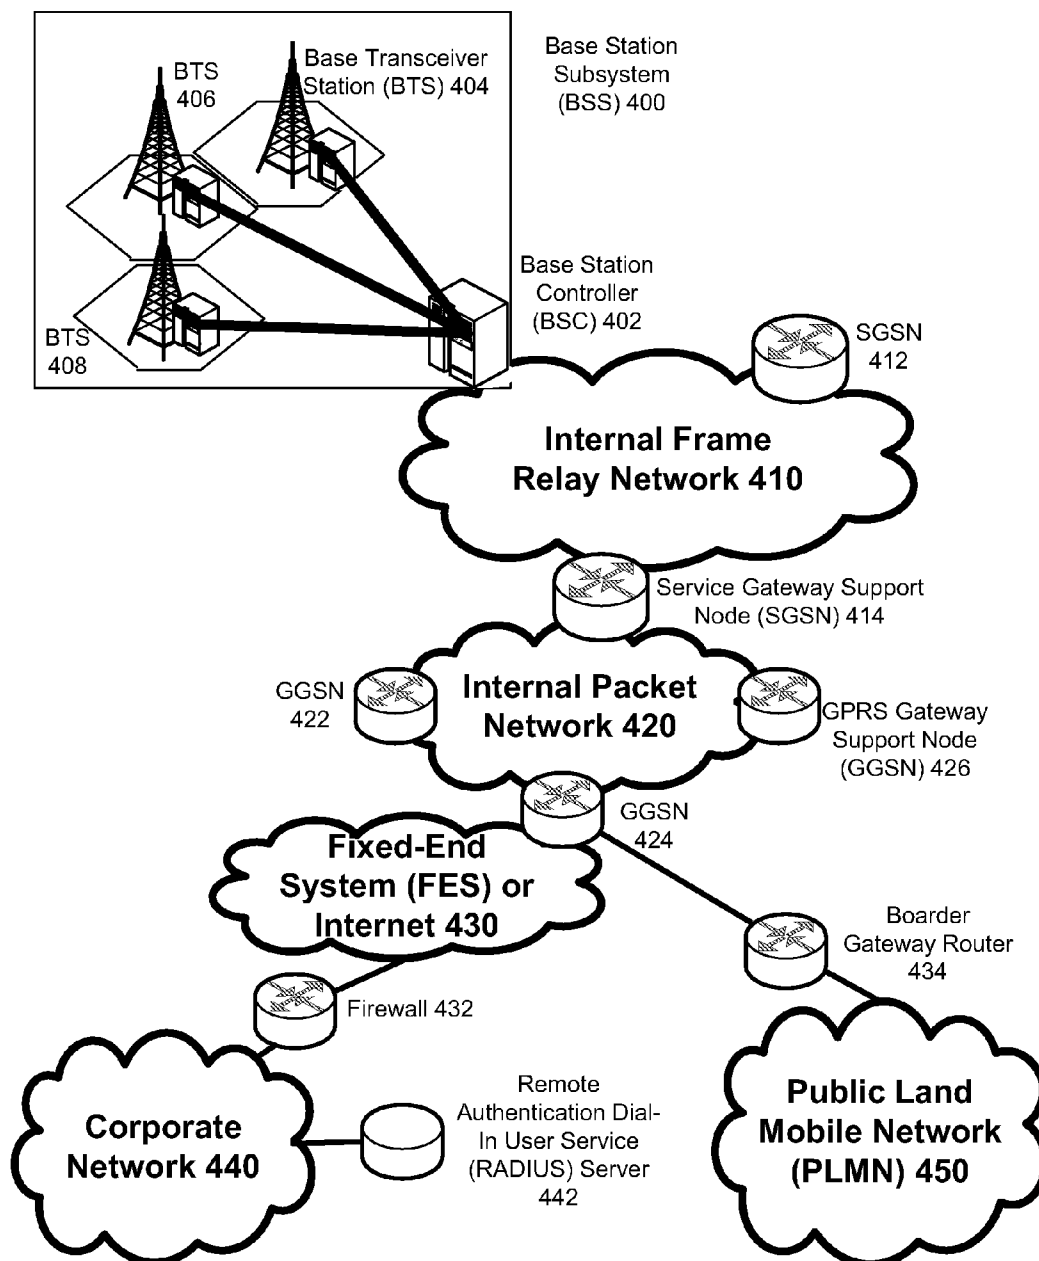 BTS
406
Base Transceiver
Station (BTS) 404
Base Station
Subsystem
(BSS) 400
Base Station
Controller
(BSC) 402
BTS
408
SGSN
412
Internal Frame
Relay Network 410
Service Gateway Support
Node (SGSN) 414
GGSN
422
Internal Packet
Network 420
GPRS Gateway
Support Node
(GGSN) 426
GGSN
424
Fixed-End
System (FES) or
Internet 430
Boarder
Gateway Router
434
Firewall 432
Corporate
Network 440
Remote
Authentication Dial-
In User Service
(RADIUS) Server
442
Public Land
Mobile Network
(PLMN) 450